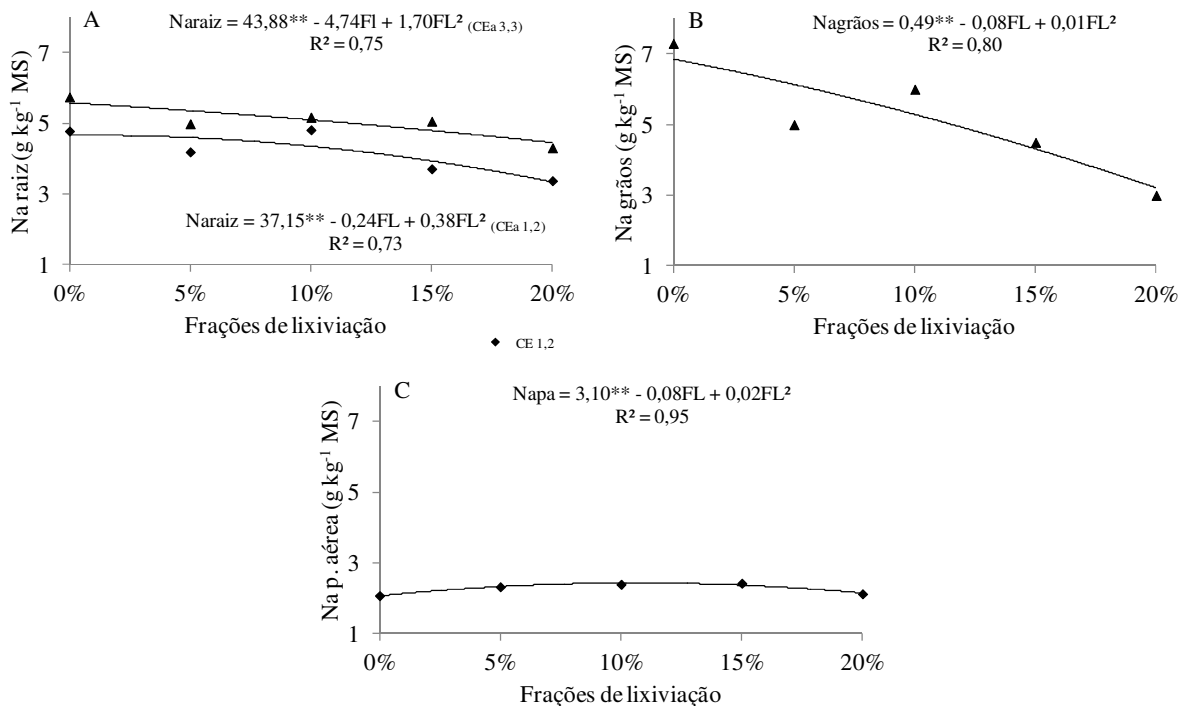 A
Naraiz = 43,88** - 4,74Fl + 1,70FL² (CEa 3,3)
R² = 0,75
Na raiz (g kg⁻¹ MS)
7
5
3
1
Naraiz = 37,15** - 0,24FL + 0,38FL² (CEa 1,2)
R² = 0,73
0% 5% 10% 15% 20%
Frações de lixiviação
CE 1,2
B
Nagrãos = 0,49** - 0,08FL + 0,01FL²
R² = 0,80
Na grãos (g kg⁻¹ MS)
7
5
3
1
0% 5% 10% 15% 20%
Frações de lixiviação
C
Napa = 3,10** - 0,08FL + 0,02FL²
R² = 0,95
Na p. aérea (g kg⁻¹ MS)
7
5
3
1
0% 5% 10% 15% 20%
Frações de lixiviação